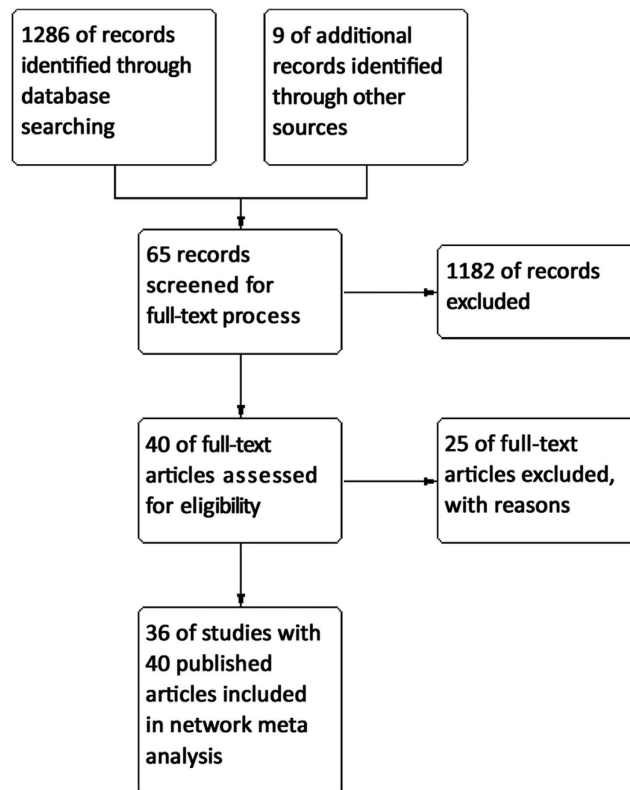 1286 of records
identified through
database
searching
9 of additional
records identified
through other
sources
65 records
screened for
full-text process
1182 of records
excluded
40 of full-text
articles assessed
for eligibility
25 of full-text
articles excluded,
with reasons
36 of studies with
40 published
articles included
in network meta
analysis